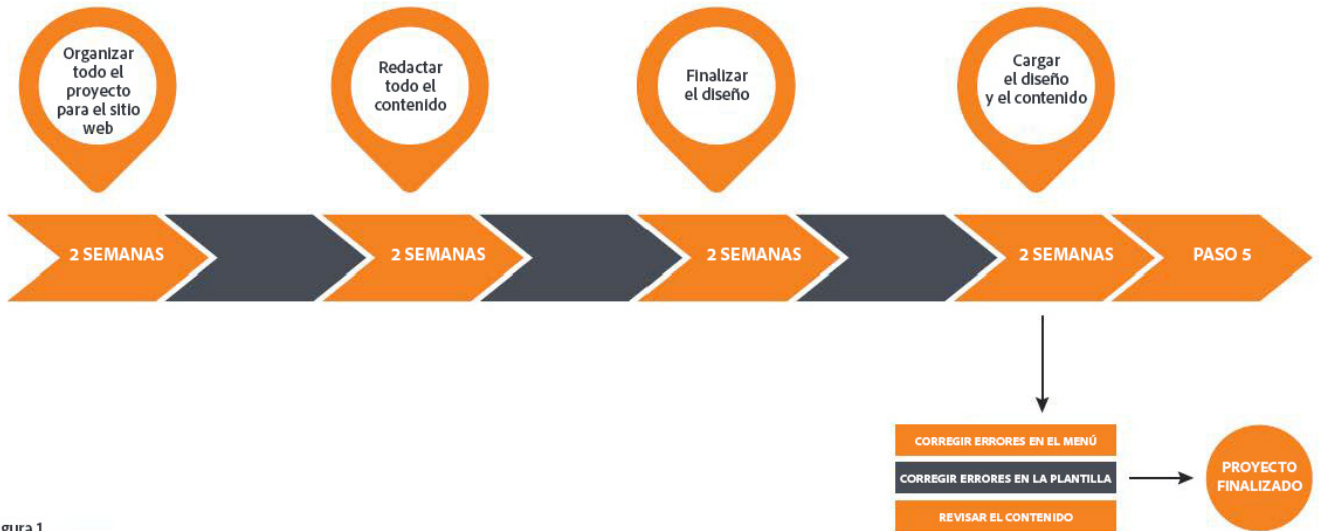 Organizar
todo el
proyecto
para el sitio
web
Redactar
todo el
contenido
Finalizar
el diseño
Cargar
el diseño
y el contenido
2 SEMANAS
2 SEMANAS
2 SEMANAS
2 SEMANAS
PASO 5
CORREGIR ERRORES EN EL MENÚ
CORREGIR ERRORES EN LA PLANTILLA
REVISAR EL CONTENIDO
PROYECTO
FINALIZADO
gura 1